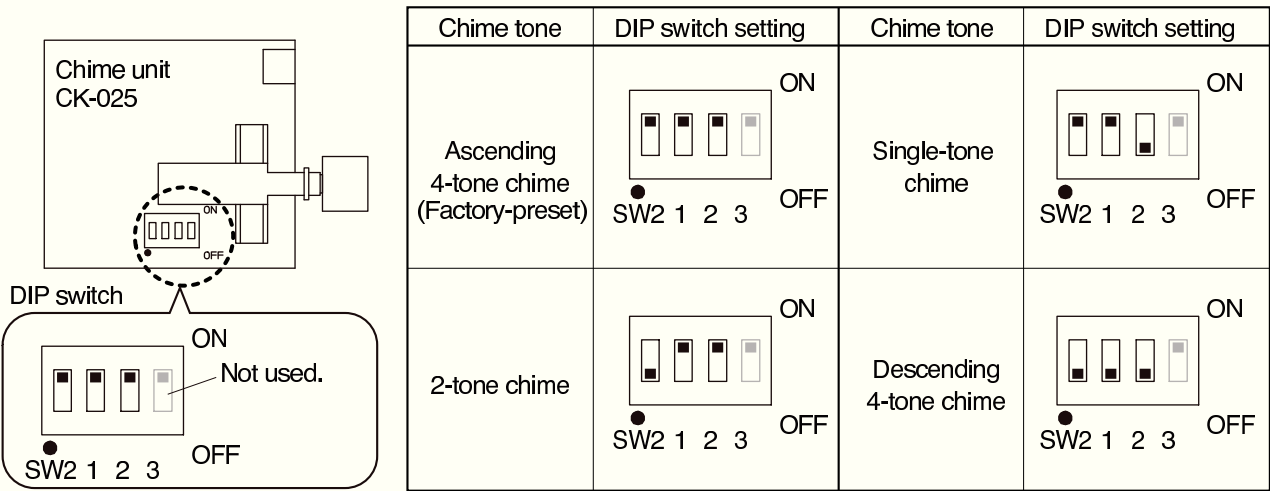 Chime unit
CK-025
ON
OFF
DIP switch
ON
Not used.
OFF
SW2 1 2 3
Chime tone
DIP switch setting
Chime tone
DIP switch setting
Ascending
4-tone chime
(Factory-preset)
ON
OFF
SW2 1 2 3
Single-tone
chime
ON
OFF
SW2 1 2 3
2-tone chime
ON
OFF
SW2 1 2 3
Descending
4-tone chime
ON
OFF
SW2 1 2 3